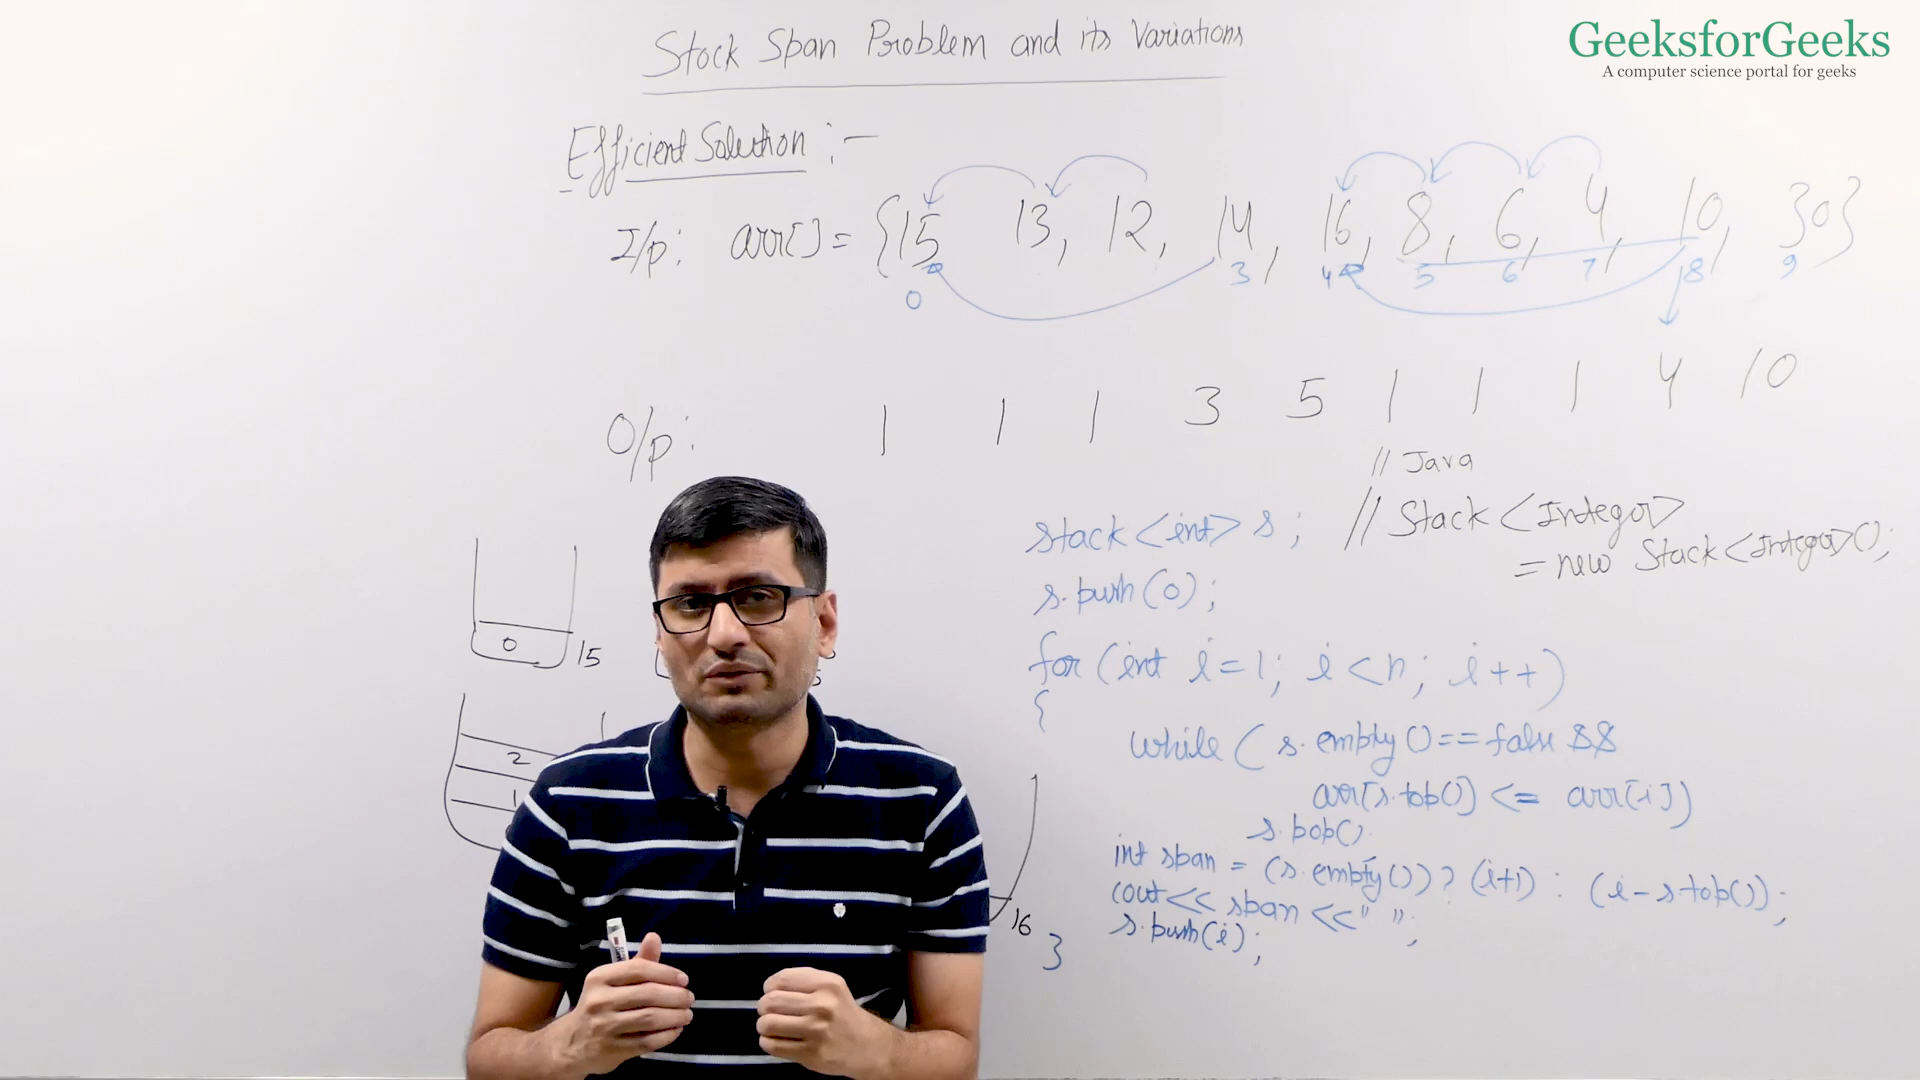 GeeksforGeeks
A computer science portal for geeks
Stock Span Problem and its Variations
Efficient Solution :-
I/p: arr[] = {15 13, 12, 14, 16, 8, 6, 4, 10, 30}
0 3 4 5 6 7 8 9
O/p: 1 1 1 3 5 1 1 1 4 10
// Java
stack <int> s ; // Stack <Integer>
= new Stack <Integer>();
s.push(0);
0 15
for (int i=1; i<n; i++)
{
2
while ( s.empty()==false &&
1
arr[s.top()] <= arr[i])
s.pop()
int span = (s.empty())? (i+1) : (i-s.top());
cout<< span <<" ";
16
s.push(i);
}